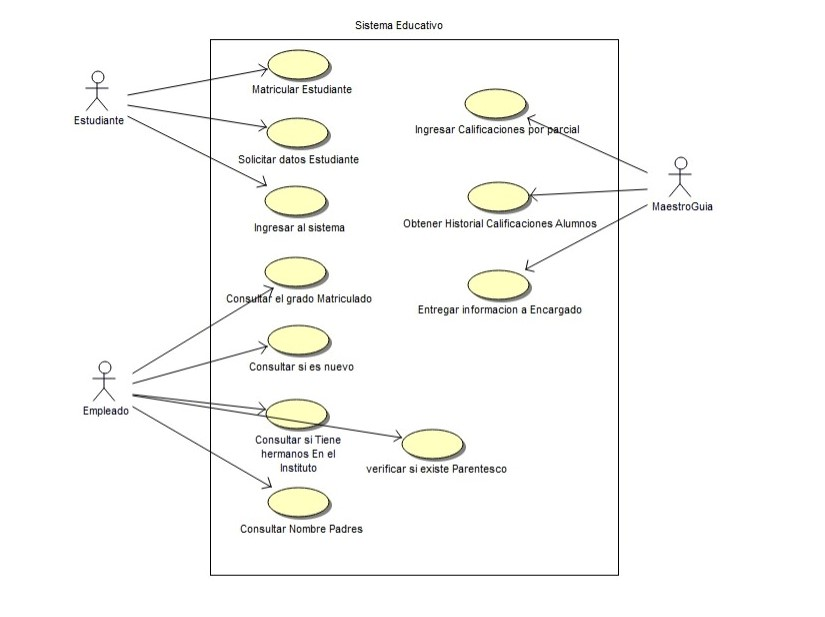 Sistema Educativo
Estudiante
Matricular Estudiante
Solicitar datos Estudiante
Ingresar al sistema
Ingresar Calificaciones por parcial
MaestroGuia
Obtener Historial Calificaciones Alumnos
Entregar informacion a Encargado
Consultar el grado Matriculado
Consultar si es nuevo
Empleado
Consultar si Tiene
hermanos En el
Instituto
verificar si existe Parentesco
Consultar Nombre Padres